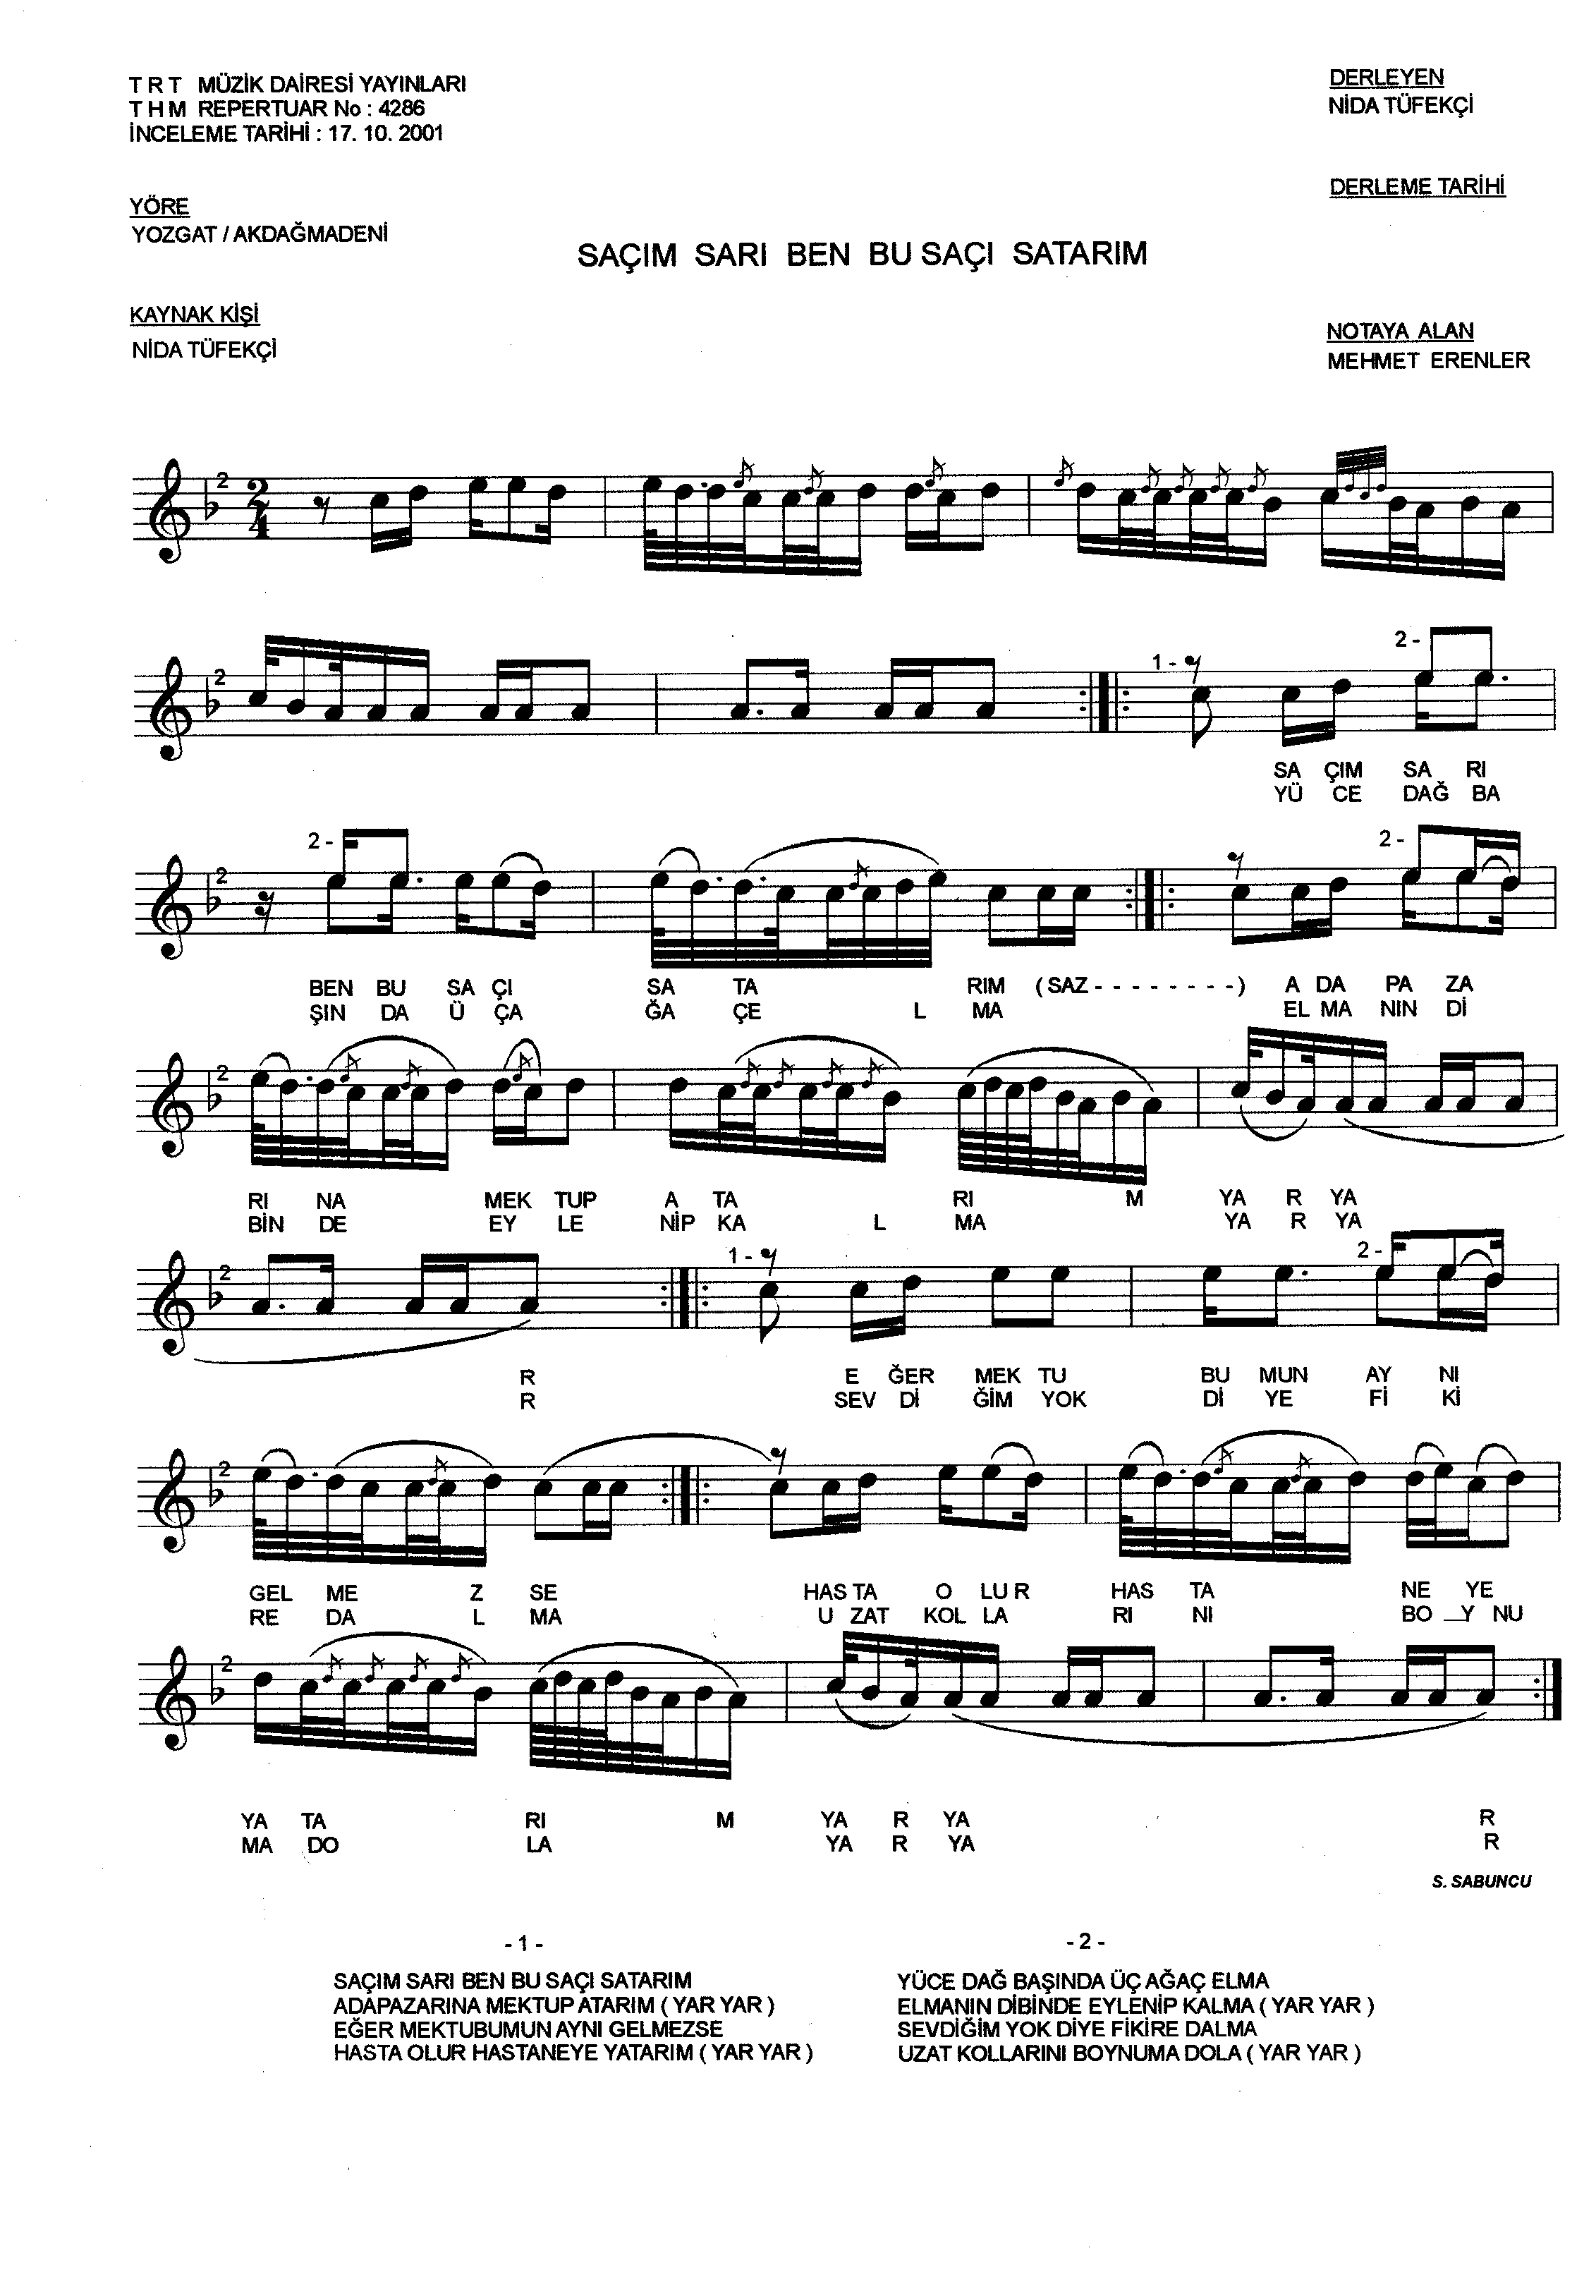 T R T MÜZİK DAİRESİ YAYINLARI
T H M REPERTUAR No : 4286
İNCELEME TARİHİ : 17. 10. 2001
DERLEYEN
NİDA TÜFEKÇİ
DERLEME TARİHİ
YÖRE
YOZGAT / AKDAĞMADENİ
SAÇIM SARI BEN BU SAÇI SATARIM
KAYNAK KİŞİ
NİDA TÜFEKÇİ
NOTAYA ALAN
MEHMET ERENLER
2 2 4
2 1 - 2 -
SA ÇIM SA RI
YÜ CE DAĞ BA
2 2 - 2 -
BEN BU SA ÇI SA TA RIM ( SAZ - - - - - - - - ) A DA PA ZA
ŞIN DA Ü ÇA ĞA ÇE L MA EL MA NIN Dİ
2
RI NA MEK TUP A TA RI M YA R YA
BİN DE EY LE NİP KA L MA YA R YA
2 1 - 2 -
R E ĞER MEK TU BU MUN AY NI
R SEV Dİ ĞİM YOK Dİ YE Fİ Kİ
2
GEL ME Z SE HAS TA O LU R HAS TA NE YE
RE DA L MA U ZAT KOL LA RI NI BO _Y NU
2
YA TA RI M YA R YA R
MA DO LA YA R YA R
S. SABUNCU
- 1 -
SAÇIM SARI BEN BU SAÇI SATARIM
ADAPAZARINA MEKTUP ATARIM ( YAR YAR )
EĞER MEKTUBUMUN AYNI GELMEZSE
HASTA OLUR HASTANEYE YATARIM ( YAR YAR )
- 2 -
YÜCE DAĞ BAŞINDA ÜÇ AĞAÇ ELMA
ELMANIN DİBİNDE EYLENİP KALMA ( YAR YAR )
SEVDİĞİM YOK DİYE FİKİRE DALMA
UZAT KOLLARINI BOYNUMA DOLA ( YAR YAR )